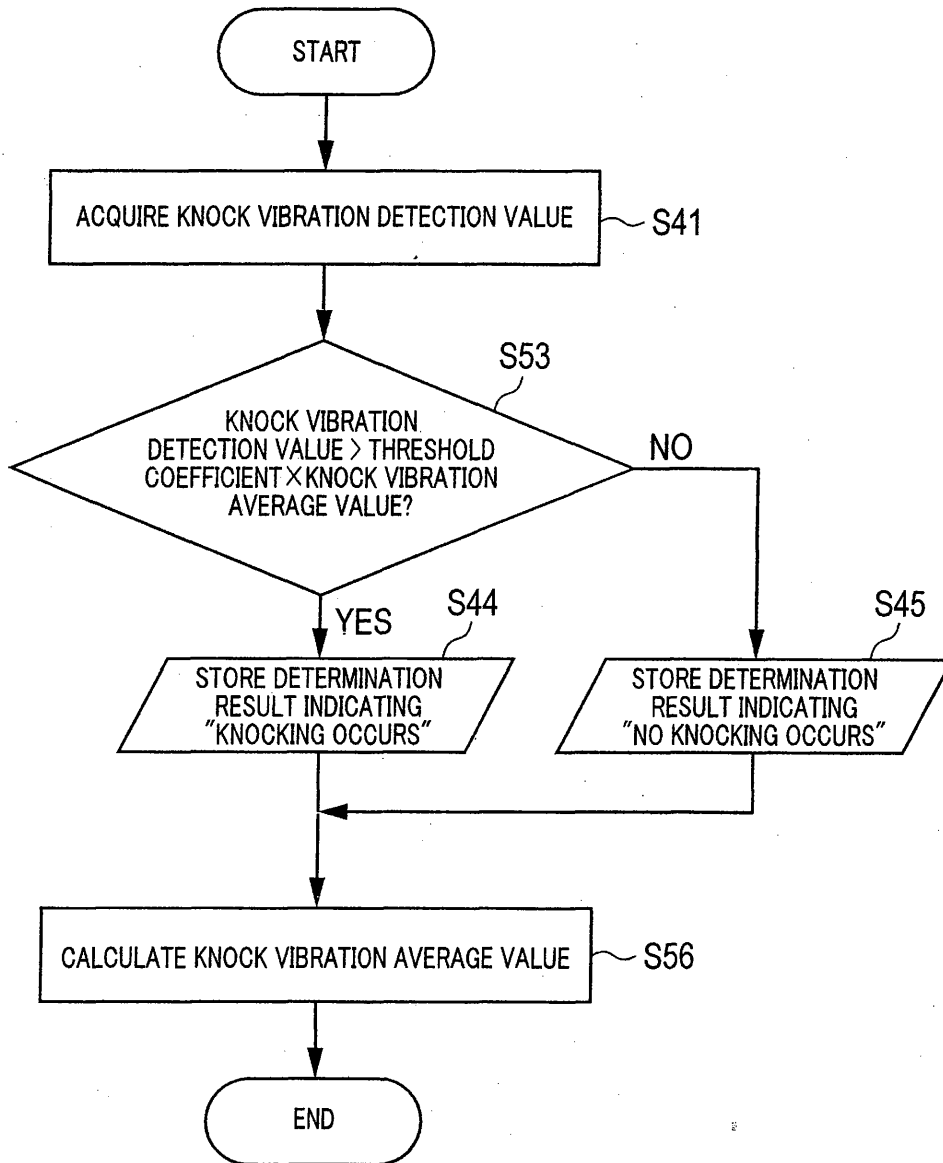 START
ACQUIRE KNOCK VIBRATION DETECTION VALUE
S41
S53
KNOCK VIBRATION
DETECTION VALUE > THRESHOLD
COEFFICIENT×KNOCK VIBRATION
AVERAGE VALUE?
NO
YES
S44
S45
STORE DETERMINATION
RESULT INDICATING
"KNOCKING OCCURS"
STORE DETERMINATION
RESULT INDICATING
"NO KNOCKING OCCURS"
CALCULATE KNOCK VIBRATION AVERAGE VALUE
S56
END